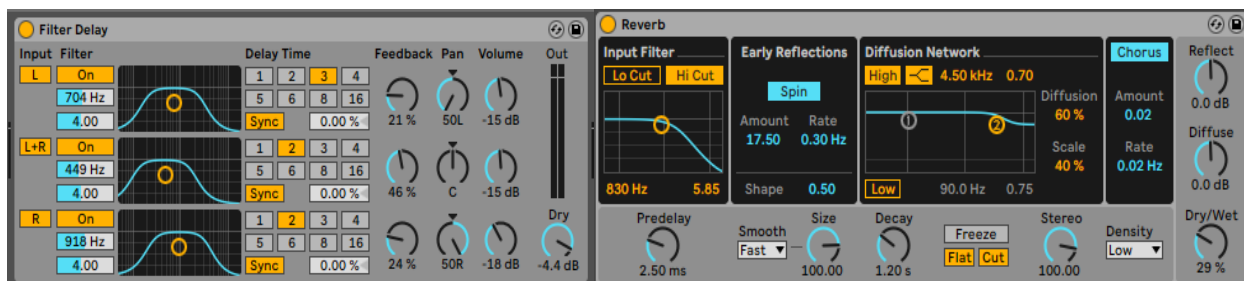 Filter Delay
Input Filter Delay Time Feedback Pan Volume Out
L On 1 2 3 4
704 Hz 5 6 8 16
4.00 Sync 0.00 % 21 % 50L -15 dB
L+R On 1 2 3 4
449 Hz 5 6 8 16
4.00 Sync 0.00 % 46 % C -15 dB
R On 1 2 3 4 Dry
918 Hz 5 6 8 16
4.00 Sync 0.00 % 24 % 50R -18 dB -4.4 dB
Reverb
Input Filter
Lo Cut Hi Cut
830 Hz 5.85
Early Reflections
Spin
Amount Rate
17.50 0.30 Hz
Shape 0.50
Diffusion Network
High 4.50 kHz 0.70
1 2
Diffusion
60 %
Scale
40 %
Low 90.0 Hz 0.75
Chorus
Amount
0.02
Rate
0.02 Hz
Reflect
0.0 dB
Diffuse
0.0 dB
Dry/Wet
29 %
Predelay
2.50 ms
Smooth
Fast
Size
100.00
Decay
1.20 s
Freeze
Flat Cut
Stereo
100.00
Density
Low